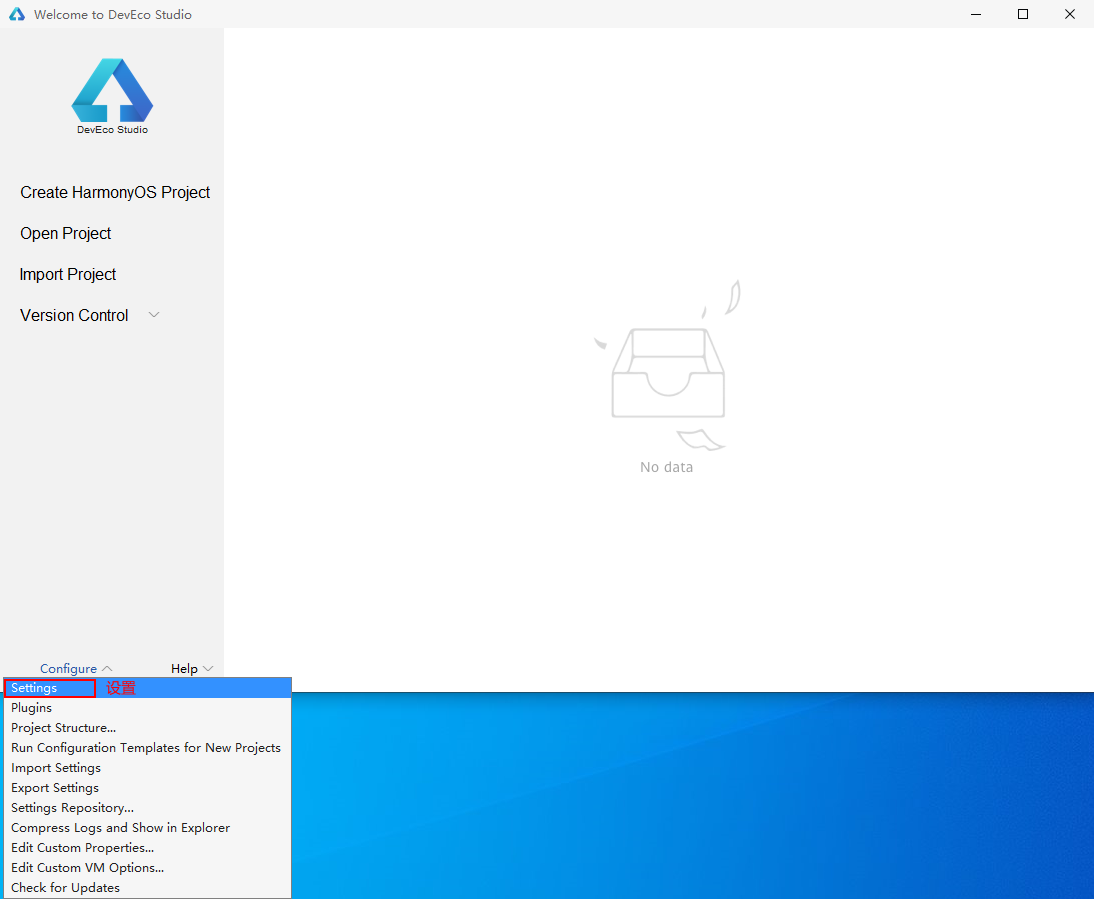 Welcome to DevEco Studio
DevEco Studio
Create HarmonyOS Project
Open Project
Import Project
Version Control
No data
Configure
Help
Settings 设置
Plugins
Project Structure...
Run Configuration Templates for New Projects
Import Settings
Export Settings
Settings Repository...
Compress Logs and Show in Explorer
Edit Custom Properties...
Edit Custom VM Options...
Check for Updates